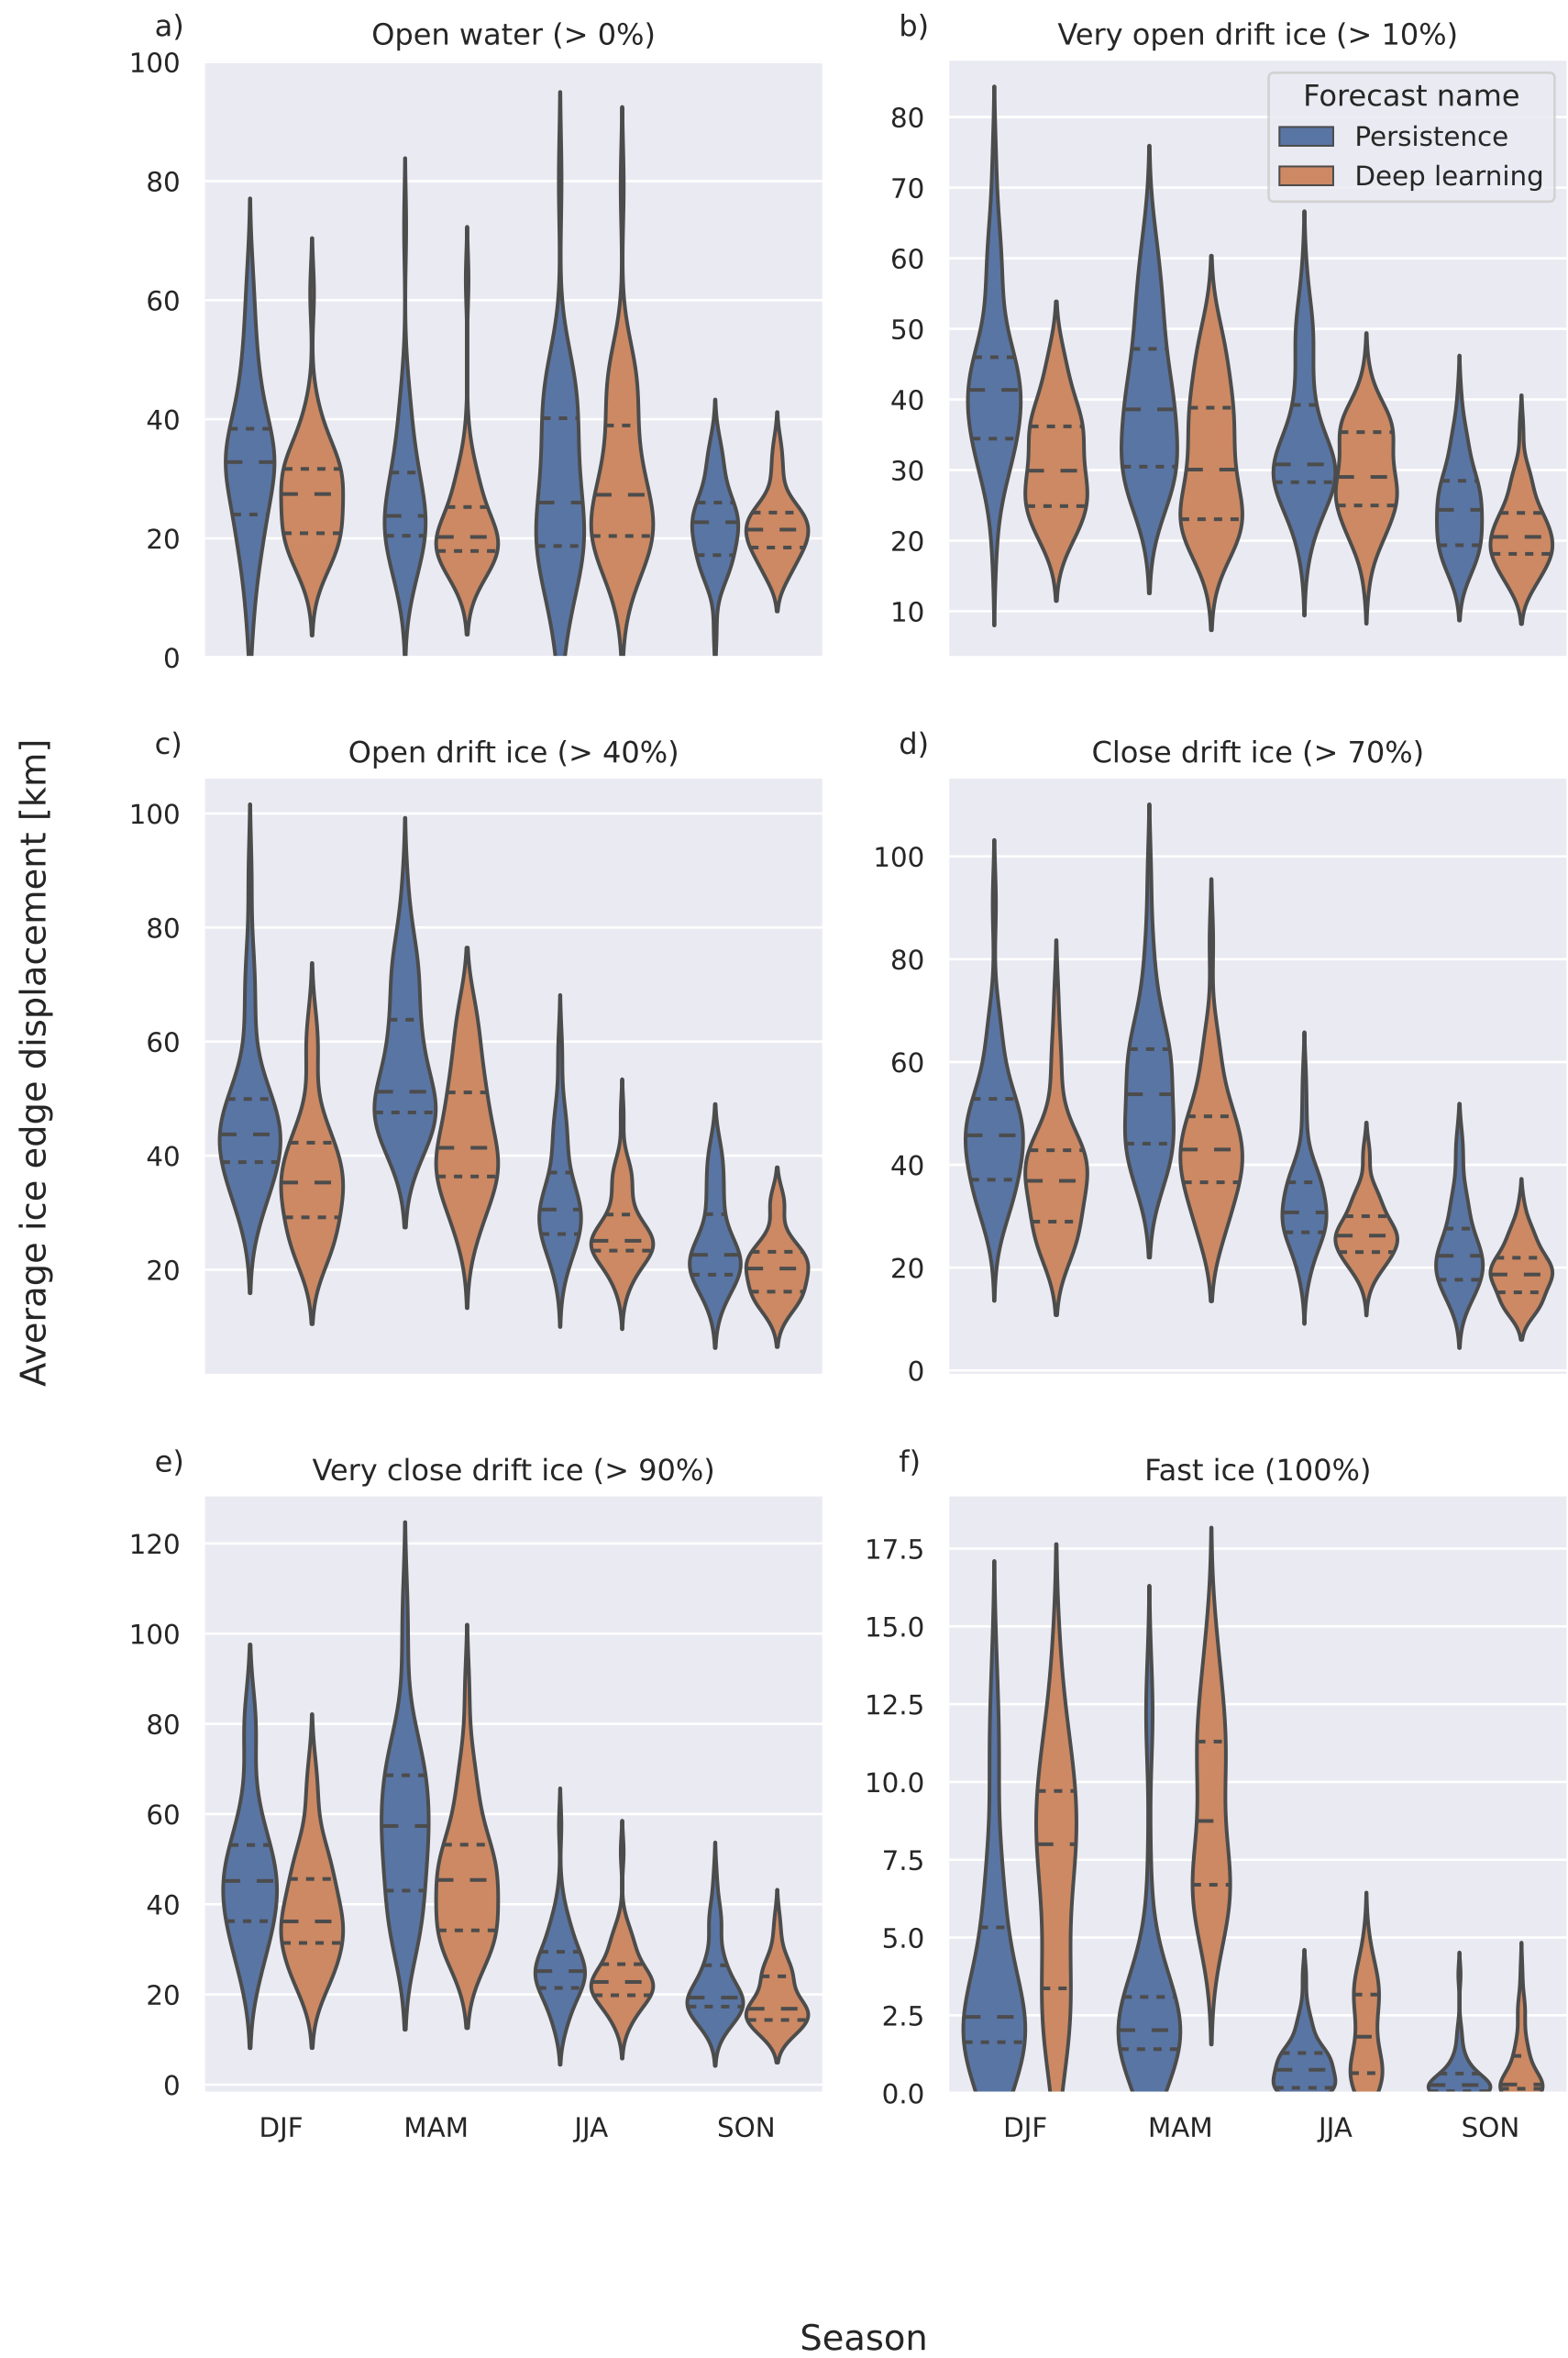 a)
Open water (> 0%)
100
80
60
40
20
0
b)
Very open drift ice (> 10%)
Forecast name
Persistence
Deep learning
80
70
60
50
40
30
20
10
Average ice edge displacement [km]
c)
Open drift ice (> 40%)
100
80
60
40
20
d)
Close drift ice (> 70%)
100
80
60
40
20
0
e)
Very close drift ice (> 90%)
120
100
80
60
40
20
0
DJF MAM JJA SON
f)
Fast ice (100%)
17.5
15.0
12.5
10.0
7.5
5.0
2.5
0.0
DJF MAM JJA SON
Season